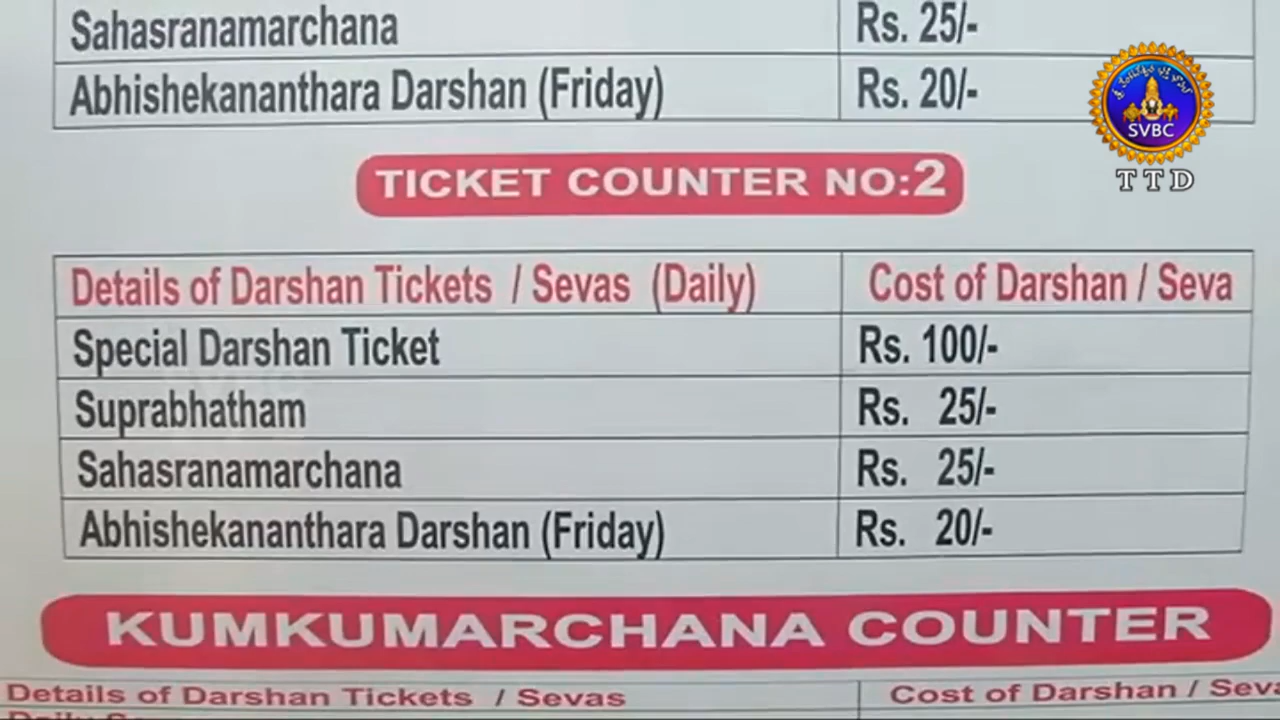 Sahasranamarchana Rs. 25/-
Abhishekananthara Darshan (Friday) Rs. 20/-
SVBC
TTD
TICKET COUNTER NO:2
Details of Darshan Tickets / Sevas (Daily) Cost of Darshan / Seva
Special Darshan Ticket Rs. 100/-
Suprabhatham Rs. 25/-
Sahasranamarchana Rs. 25/-
Abhishekananthara Darshan (Friday) Rs. 20/-
KUMKUMARCHANA COUNTER
Details of Darshan Tickets / Sevas Cost of Darshan / Seva